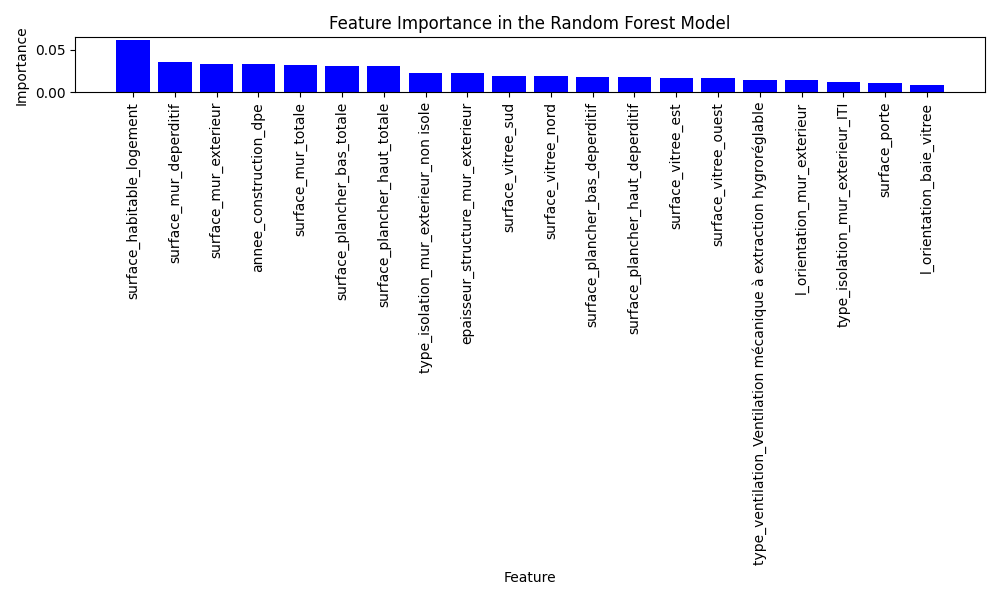 Feature Importance in the Random Forest Model
Importance
0.05
0.00
surface_habitable_logement
surface_mur_deperditif
surface_mur_exterieur
annee_construction_dpe
surface_mur_totale
surface_plancher_bas_totale
surface_plancher_haut_totale
type_isolation_mur_exterieur_non isole
epaisseur_structure_mur_exterieur
surface_vitree_sud
surface_vitree_nord
surface_plancher_bas_deperditif
surface_plancher_haut_deperditif
surface_vitree_est
surface_vitree_ouest
type_ventilation_Ventilation mécanique à extraction hygroréglable
l_orientation_mur_exterieur
type_isolation_mur_exterieur_ITI
surface_porte
l_orientation_baie_vitree
Feature